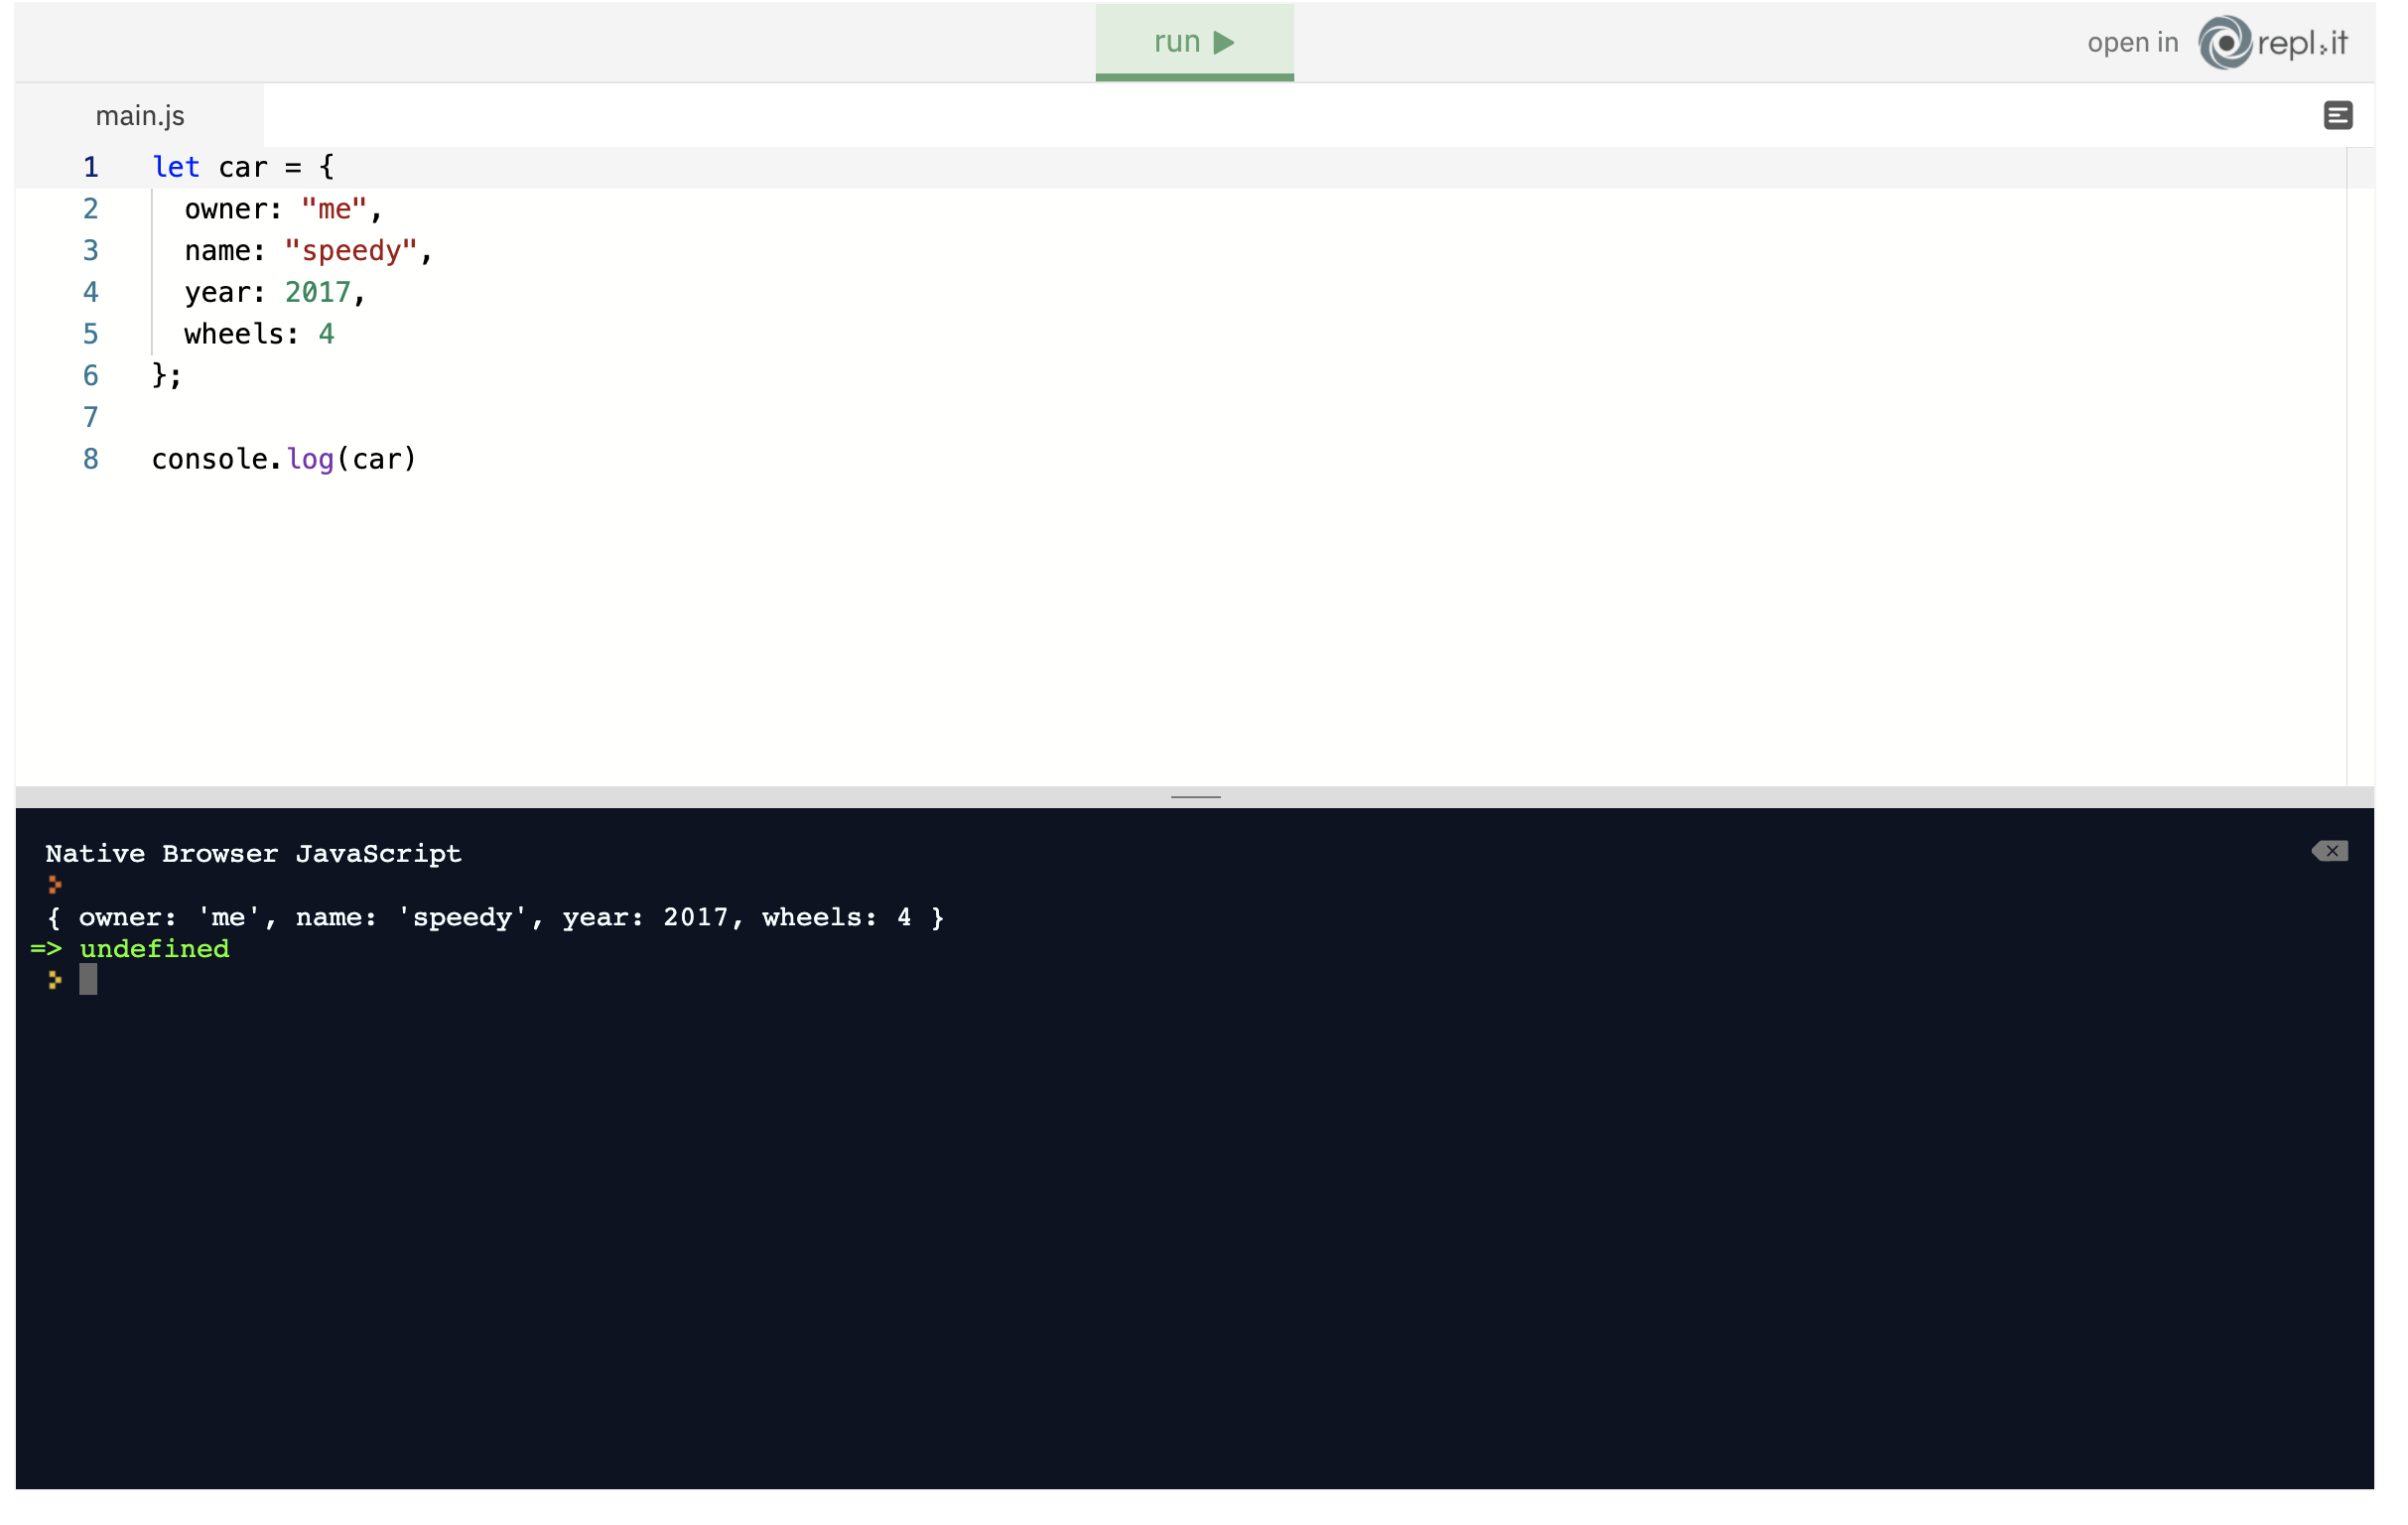 run
open in repl.it
main.js
1 let car = {
2   owner: "me",
3   name: "speedy",
4   year: 2017,
5   wheels: 4
6 };
7
8 console.log(car)
Native Browser JavaScript
{ owner: 'me', name: 'speedy', year: 2017, wheels: 4 }
=> undefined